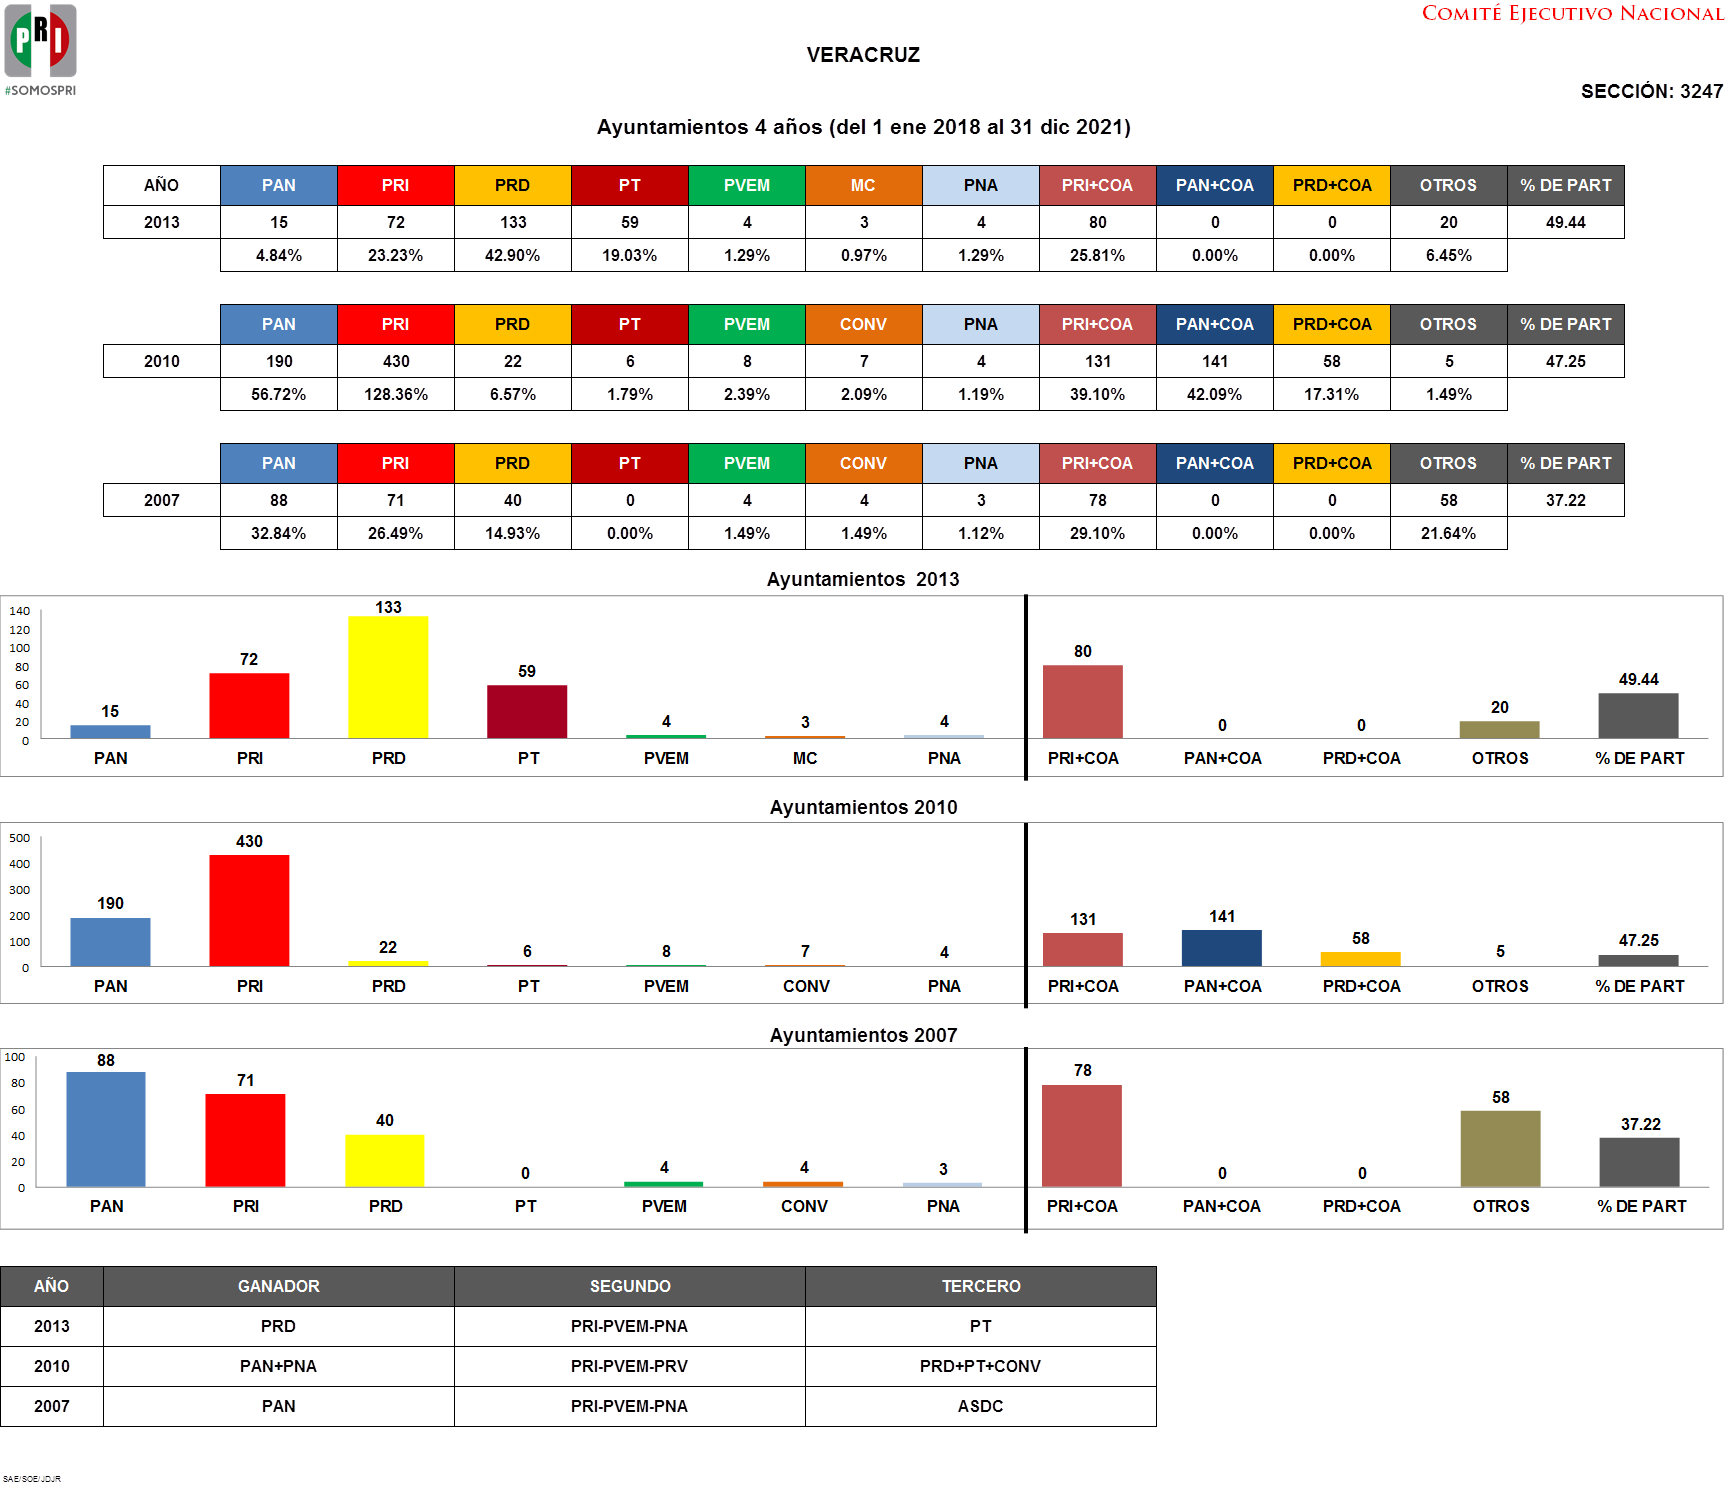 PRI
#SOMOSPRI
COMITÉ EJECUTIVO NACIONAL
VERACRUZ
SECCIÓN: 3247
Ayuntamientos 4 años (del 1 ene 2018 al 31 dic 2021)
AÑO PAN PRI PRD PT PVEM MC PNA PRI+COA PAN+COA PRD+COA OTROS % DE PART
2013 15 72 133 59 4 3 4 80 0 0 20 49.44
4.84% 23.23% 42.90% 19.03% 1.29% 0.97% 1.29% 25.81% 0.00% 0.00% 6.45%
PAN PRI PRD PT PVEM CONV PNA PRI+COA PAN+COA PRD+COA OTROS % DE PART
2010 190 430 22 6 8 7 4 131 141 58 5 47.25
56.72% 128.36% 6.57% 1.79% 2.39% 2.09% 1.19% 39.10% 42.09% 17.31% 1.49%
PAN PRI PRD PT PVEM CONV PNA PRI+COA PAN+COA PRD+COA OTROS % DE PART
2007 88 71 40 0 4 4 3 78 0 0 58 37.22
32.84% 26.49% 14.93% 0.00% 1.49% 1.49% 1.12% 29.10% 0.00% 0.00% 21.64%
Ayuntamientos 2013
140
120
100
80
60
40
20
0
15 72 133 59 4 3 4 80 0 0 20 49.44
PAN PRI PRD PT PVEM MC PNA PRI+COA PAN+COA PRD+COA OTROS % DE PART
Ayuntamientos 2010
500
400
300
200
100
0
190 430 22 6 8 7 4 131 141 58 5 47.25
PAN PRI PRD PT PVEM CONV PNA PRI+COA PAN+COA PRD+COA OTROS % DE PART
Ayuntamientos 2007
100
80
60
40
20
0
88 71 40 0 4 4 3 78 0 0 58 37.22
PAN PRI PRD PT PVEM CONV PNA PRI+COA PAN+COA PRD+COA OTROS % DE PART
AÑO GANADOR SEGUNDO TERCERO
2013 PRD PRI-PVEM-PNA PT
2010 PAN+PNA PRI-PVEM-PRV PRD+PT+CONV
2007 PAN PRI-PVEM-PNA ASDC
SAE/SOE/JDJR